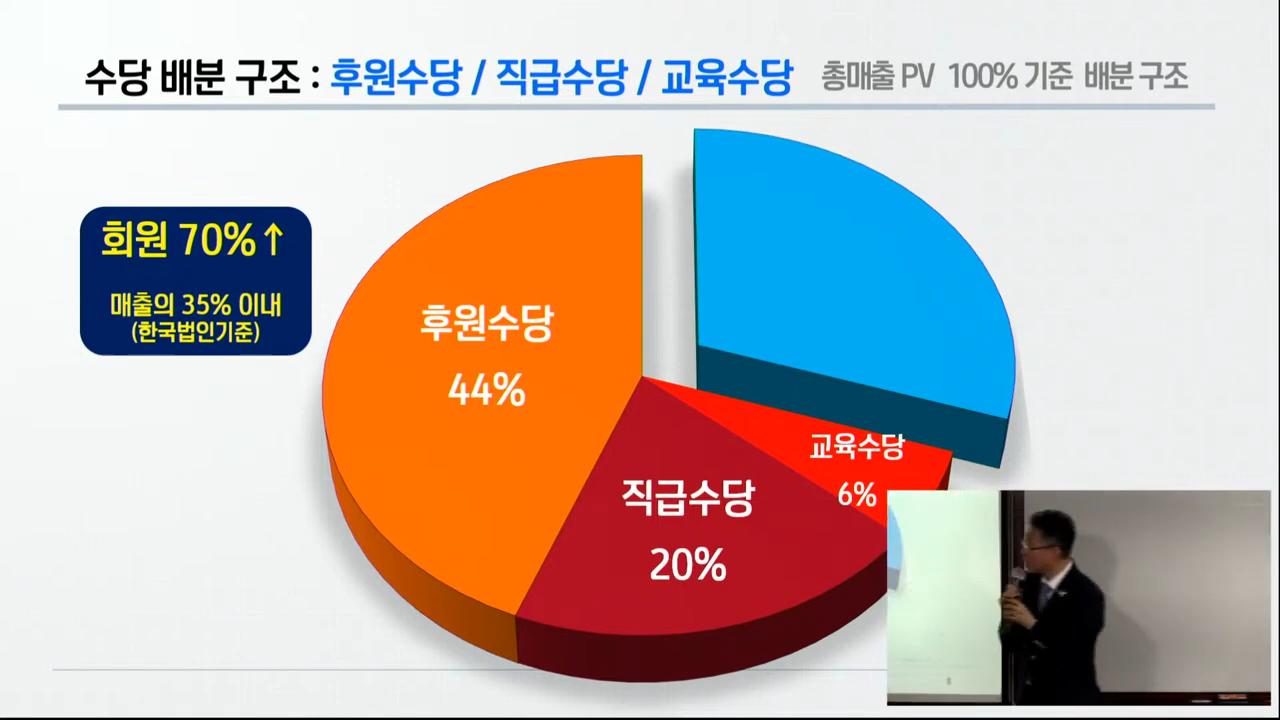 수당 배분 구조 : 후원수당 / 직급수당 / 교육수당 총매출 PV 100% 기준 배분 구조
회원 70%↑
매출의 35% 이내
(한국법인기준)
후원수당
44%
직급수당
20%
교육수당
6%